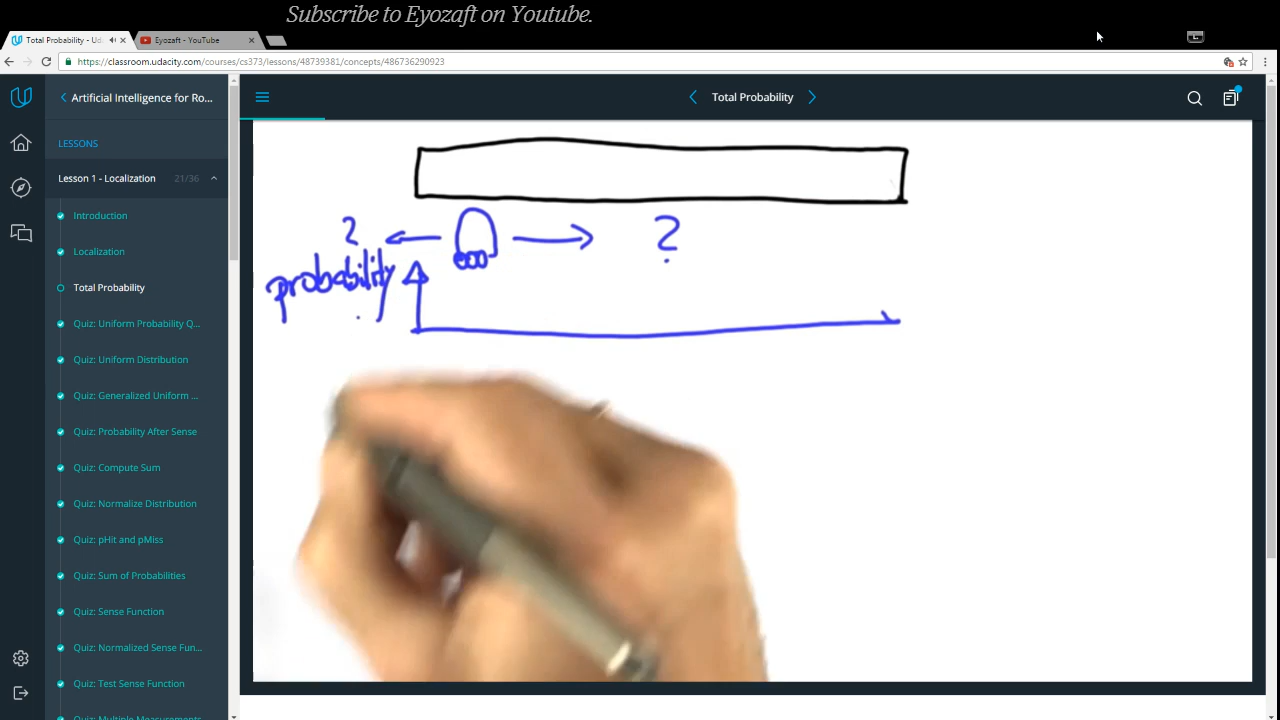 Subscribe to Eyozaft on Youtube.
Total Probability - Ud
Eyozaft - YouTube
https://classroom.udacity.com/courses/cs373/lessons/48739381/concepts/486736290923
Artificial Intelligence for Ro...
Total Probability
LESSONS
Lesson 1 - Localization 21/36
Introduction
Localization
Total Probability
Quiz: Uniform Probability Q...
Quiz: Uniform Distribution
Quiz: Generalized Uniform ...
Quiz: Probability After Sense
Quiz: Compute Sum
Quiz: Normalize Distribution
Quiz: pHit and pMiss
Quiz: Sum of Probabilities
Quiz: Sense Function
Quiz: Normalized Sense Fun...
Quiz: Test Sense Function
Quiz: Multiple Measurements
? ?
probability